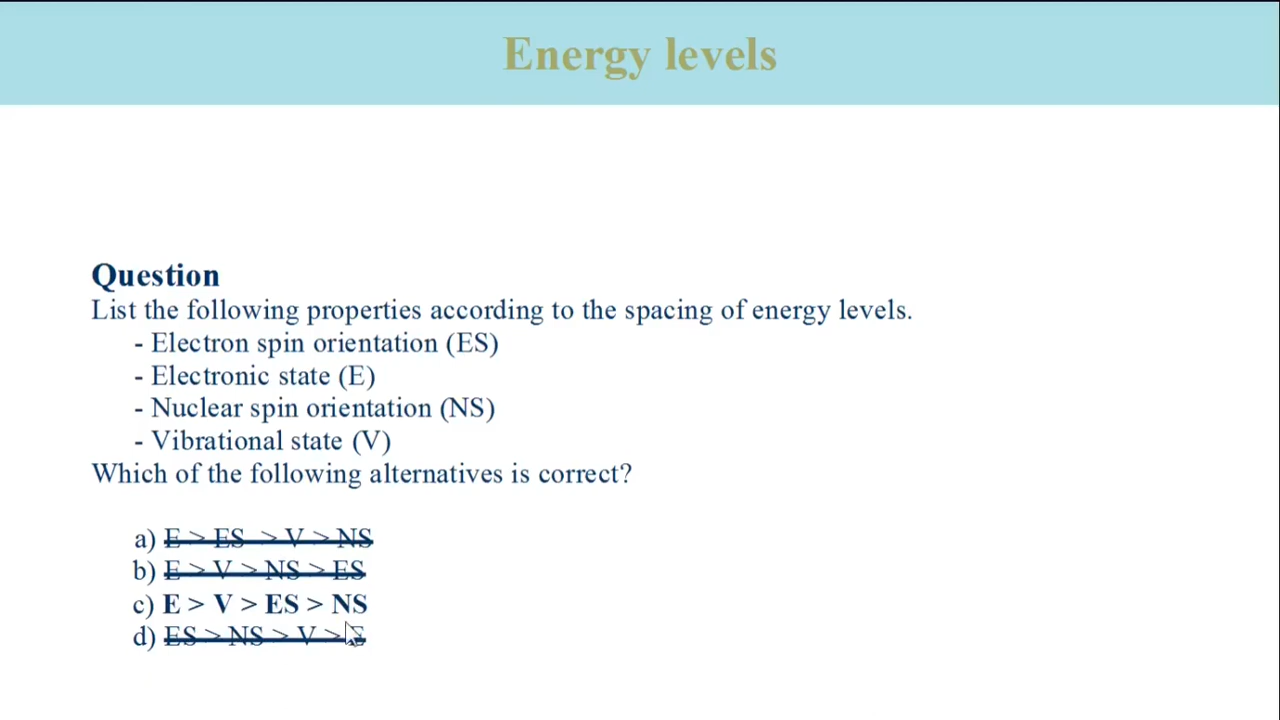 Energy levels
Question
List the following properties according to the spacing of energy levels.
- Electron spin orientation (ES)
- Electronic state (E)
- Nuclear spin orientation (NS)
- Vibrational state (V)
Which of the following alternatives is correct?
a) E > ES > V > NS
b) E > V > NS > ES
c) E > V > ES > NS
d) ES > NS > V > E